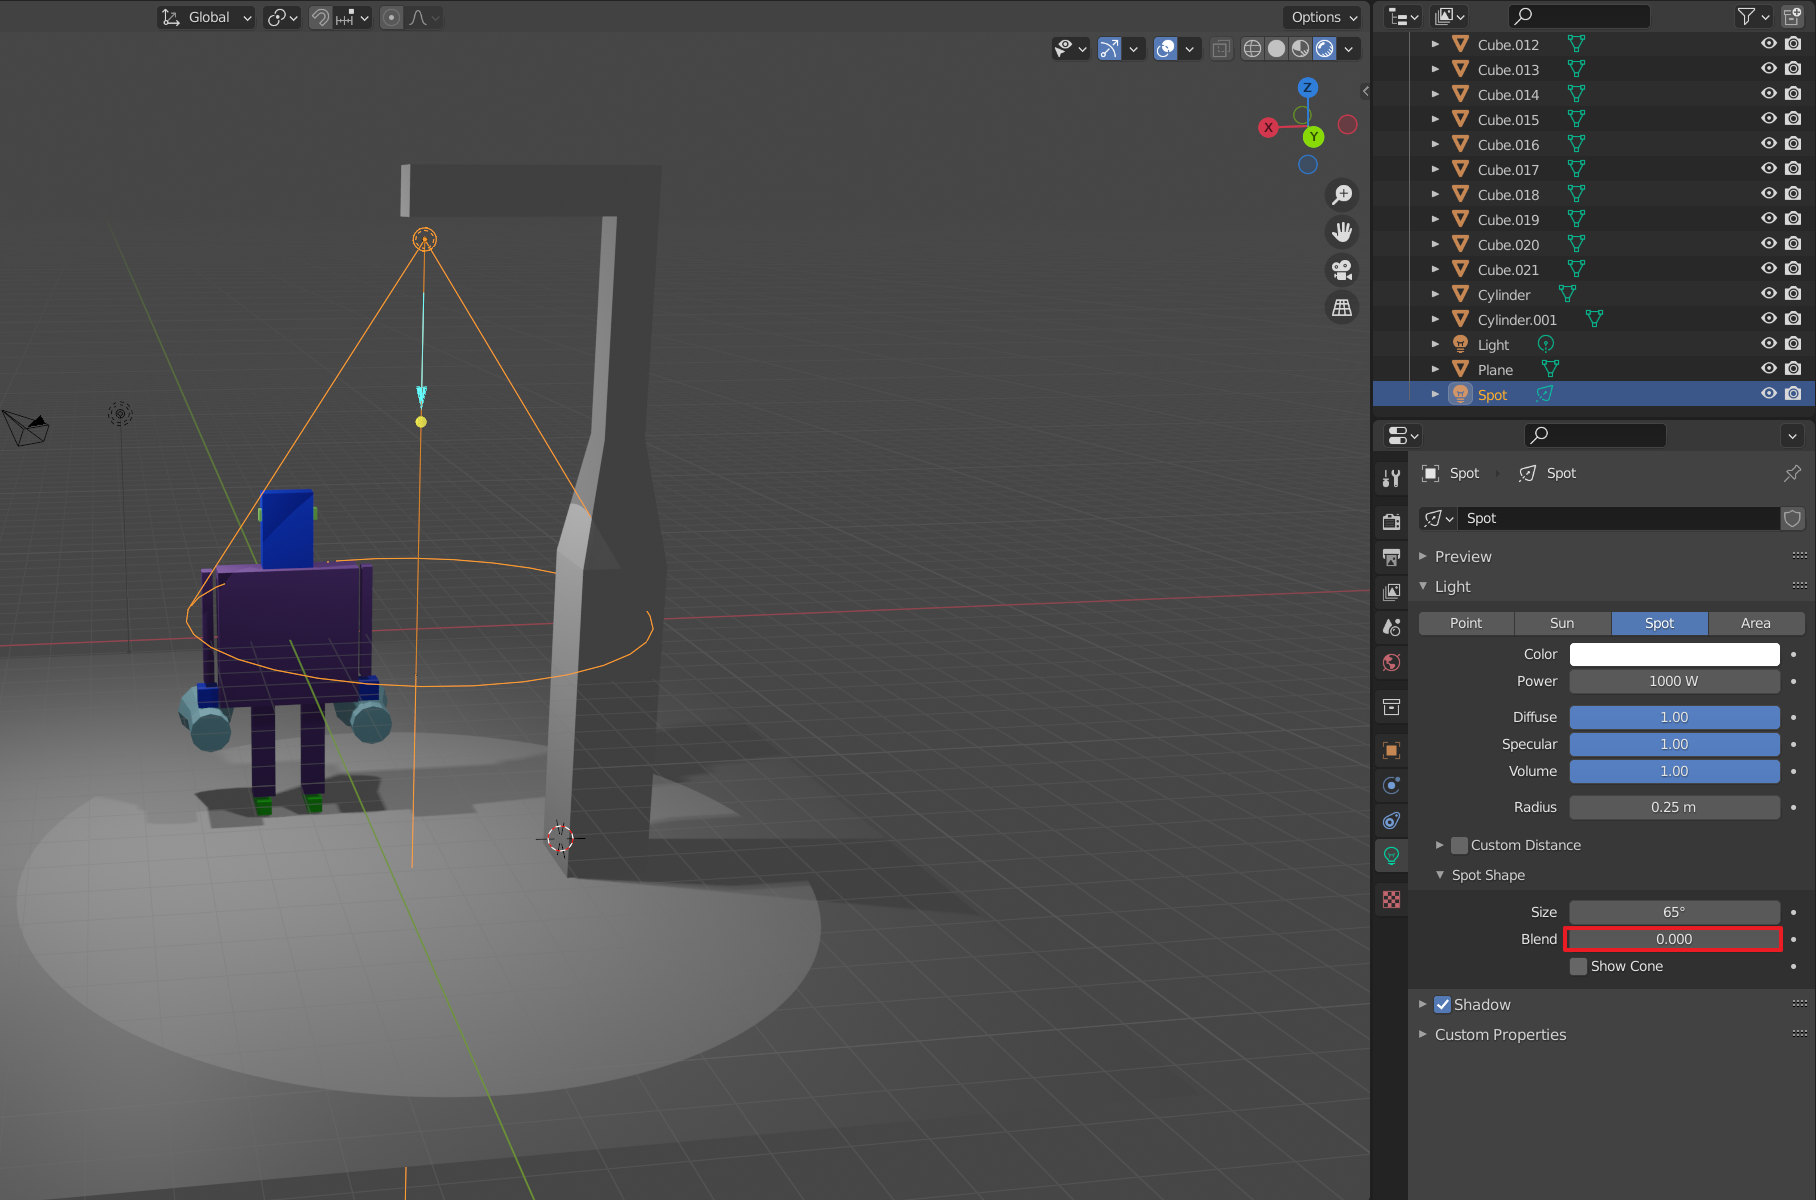 Global
Options
Z
X
Y
Cube.012
Cube.013
Cube.014
Cube.015
Cube.016
Cube.017
Cube.018
Cube.019
Cube.020
Cube.021
Cylinder
Cylinder.001
Light
Plane
Spot
Spot Spot
Spot
Preview
Light
Point Sun Spot Area
Color
Power 1000 W
Diffuse 1.00
Specular 1.00
Volume 1.00
Radius 0.25 m
Custom Distance
Spot Shape
Size 65°
Blend 0.000
Show Cone
Shadow
Custom Properties